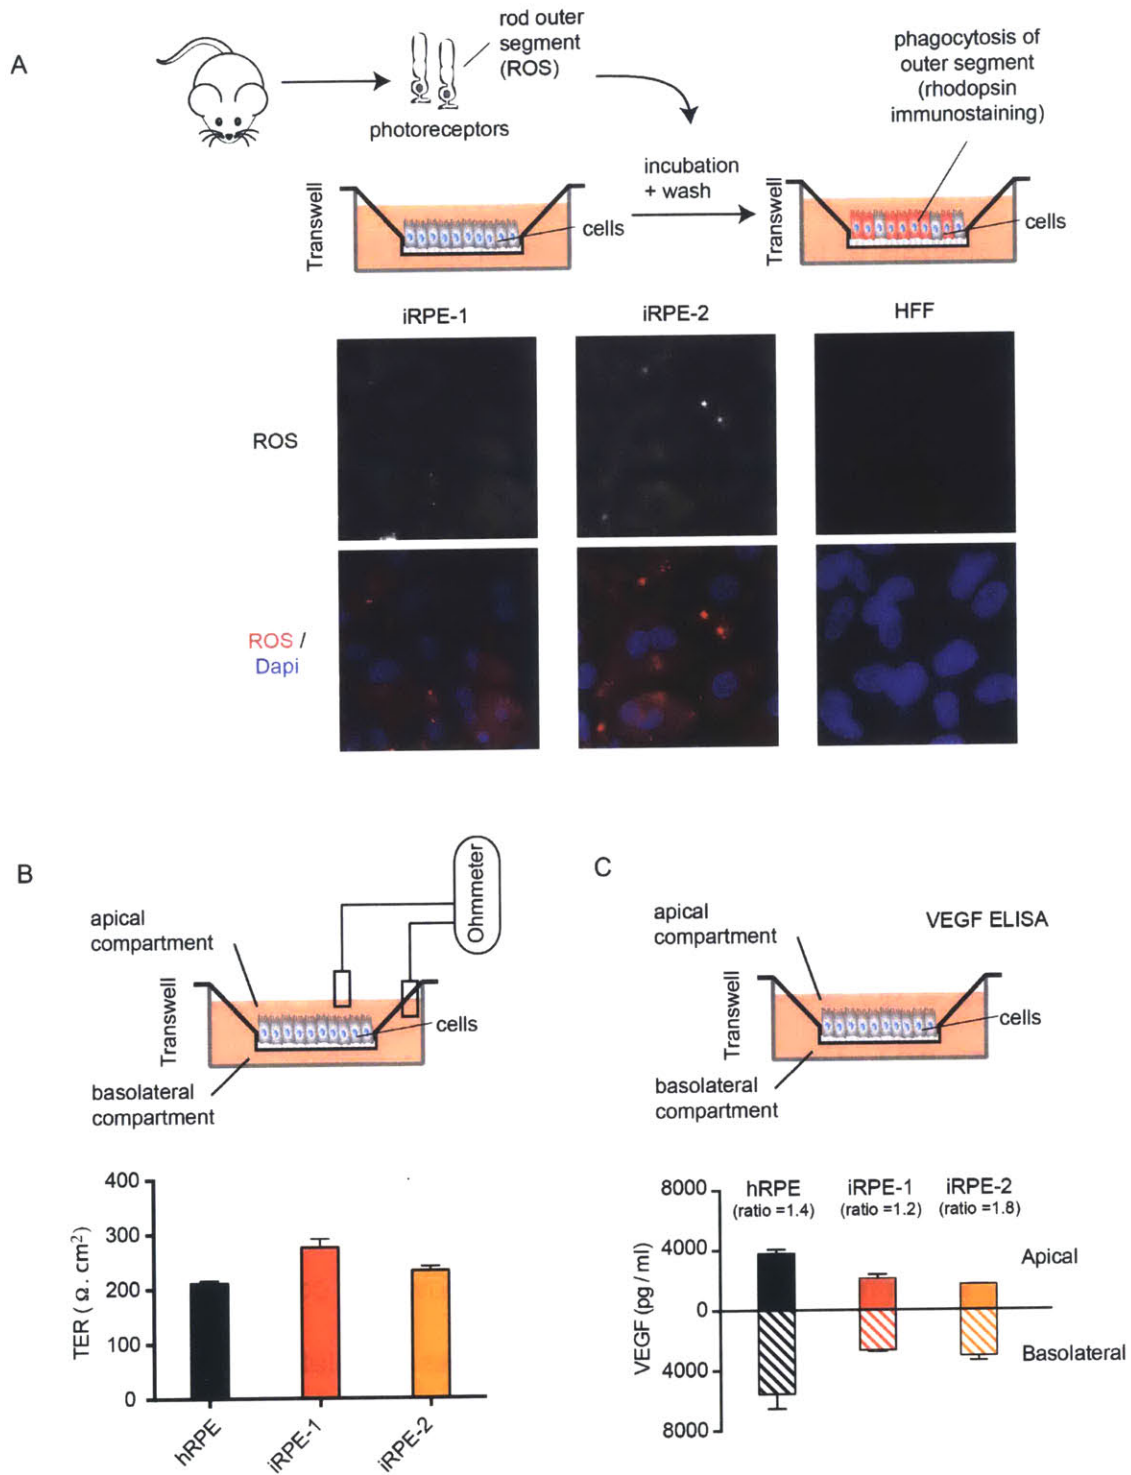 A
rod outer
segment
(ROS)
photoreceptors
phagocytosis of
outer segment
(rhodopsin
immunostaining)
incubation
+ wash
Transwell
cells
Transwell
cells
iRPE-1
iRPE-2
HFF
ROS
ROS /
Dapi
B
Ohmmeter
apical
compartment
Transwell
cells
basolateral
compartment
400
300
200
100
0
TER ( Ω . cm²)
hRPE
iRPE-1
iRPE-2
C
apical
compartment
VEGF ELISA
Transwell
cells
basolateral
compartment
hRPE
(ratio =1.4)
iRPE-1
(ratio =1.2)
iRPE-2
(ratio =1.8)
8000
4000
0
4000
8000
VEGF (pg / ml)
Apical
Basolateral